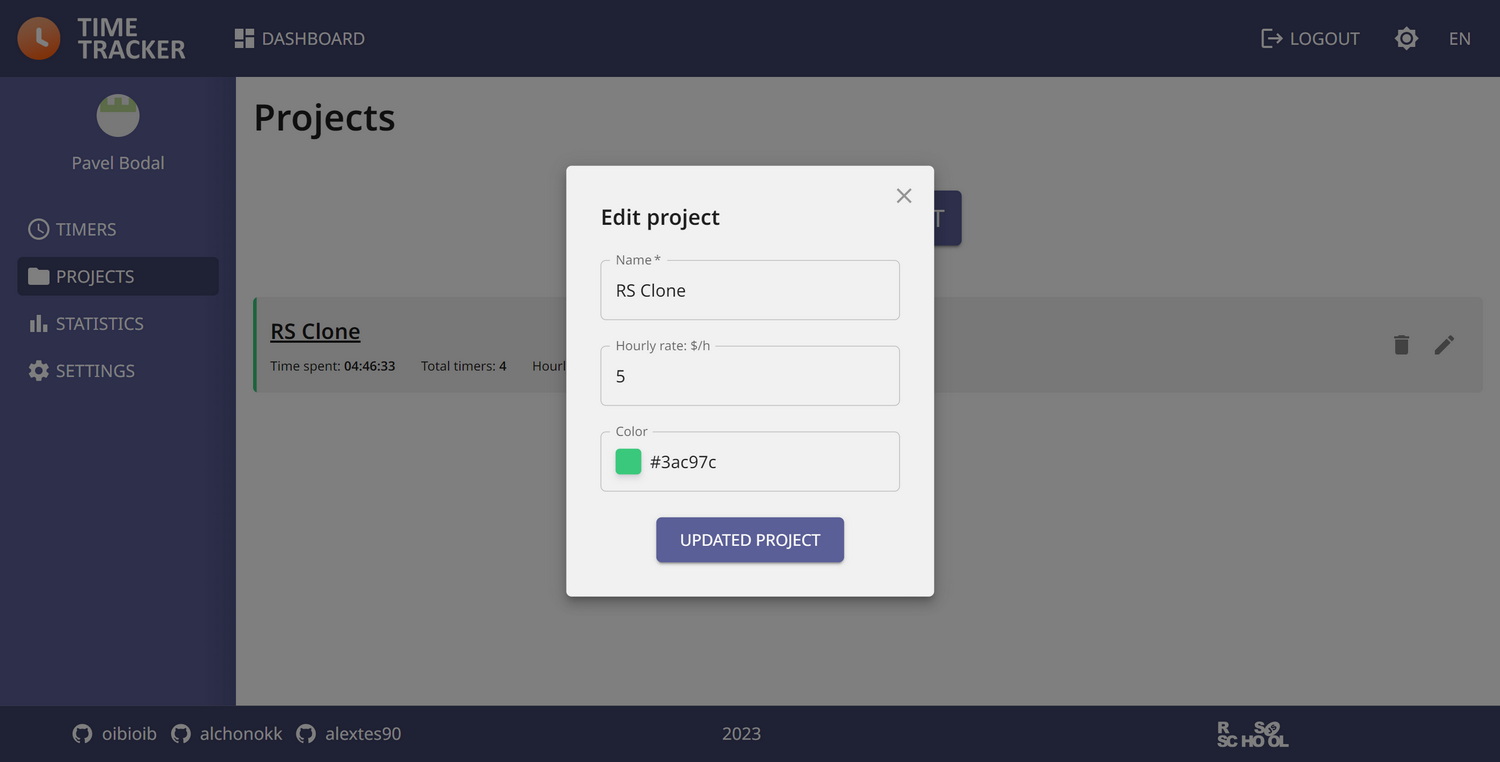 TIME
TRACKER
DASHBOARD
LOGOUT
EN
Pavel Bodal
TIMERS
PROJECTS
STATISTICS
SETTINGS
Projects
T
RS Clone
Time spent: 04:46:33 Total timers: 4 Hourl
Edit project
Name *
RS Clone
Hourly rate: $/h
5
Color
#3ac97c
UPDATED PROJECT
oibioib alchonokk alextes90
2023
RS
SCHOOL